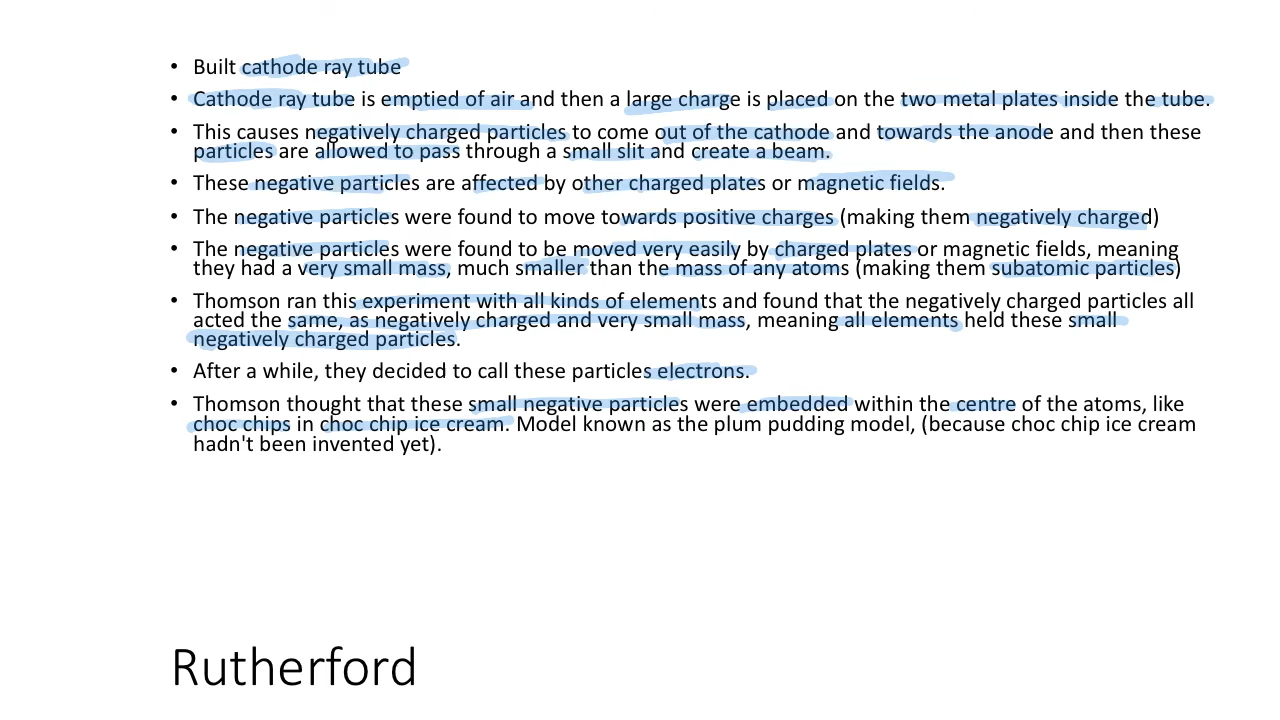 • Built cathode ray tube
• Cathode ray tube is emptied of air and then a large charge is placed on the two metal plates inside the tube.
• This causes negatively charged particles to come out of the cathode and towards the anode and then these
particles are allowed to pass through a small slit and create a beam.
• These negative particles are affected by other charged plates or magnetic fields.
• The negative particles were found to move towards positive charges (making them negatively charged)
• The negative particles were found to be moved very easily by charged plates or magnetic fields, meaning
they had a very small mass, much smaller than the mass of any atoms (making them subatomic particles)
• Thomson ran this experiment with all kinds of elements and found that the negatively charged particles all
acted the same, as negatively charged and very small mass, meaning all elements held these small
negatively charged particles.
• After a while, they decided to call these particles electrons.
• Thomson thought that these small negative particles were embedded within the centre of the atoms, like
choc chips in choc chip ice cream. Model known as the plum pudding model, (because choc chip ice cream
hadn't been invented yet).
Rutherford